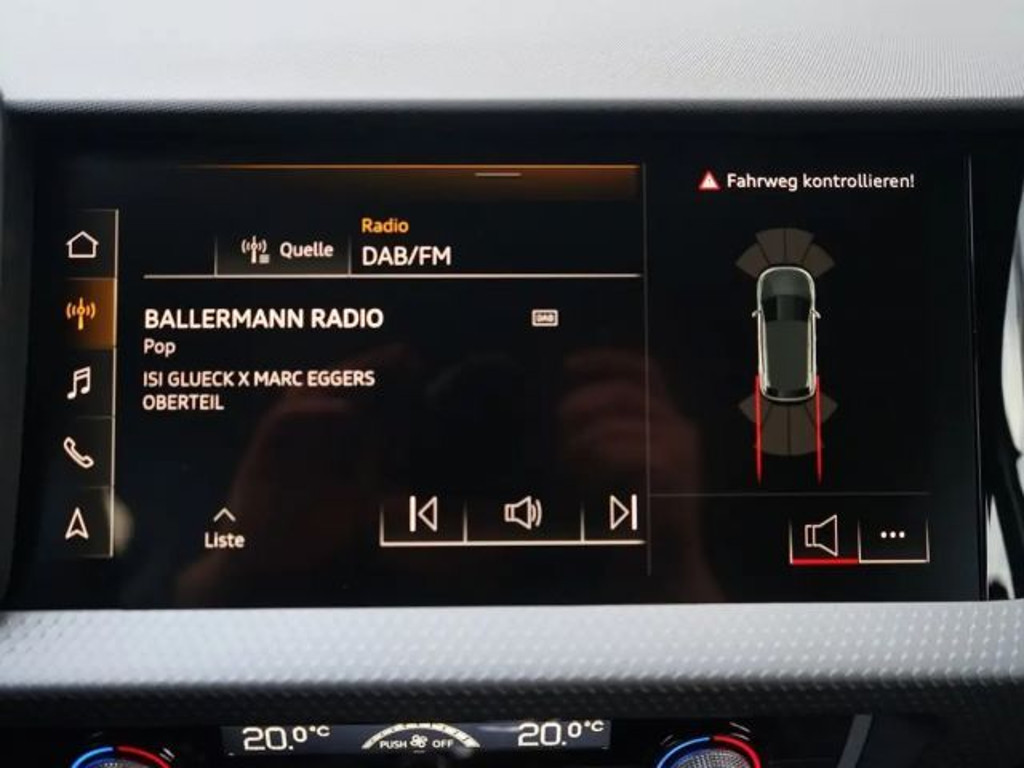 Fahrweg kontrollieren!
Radio
Quelle
DAB/FM
BALLERMANN RADIO
DAB
Pop
ISI GLUECK X MARC EGGERS
OBERTEIL
Liste
20.0°C
PUSH OFF
20.0°C